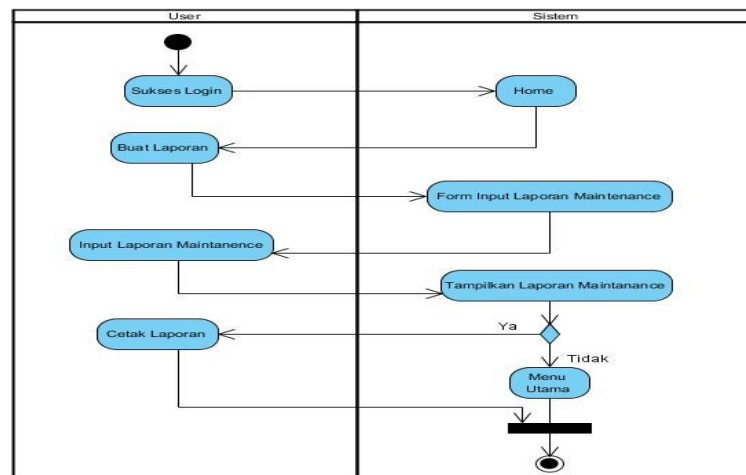 User
Sistem
Sukses Login
Home
Buat Laporan
Form Input Laporan Maintenance
Input Laporan Maintanence
Tampilkan Laporan Maintanance
Ya
Cetak Laporan
Tidak
Menu
Utama